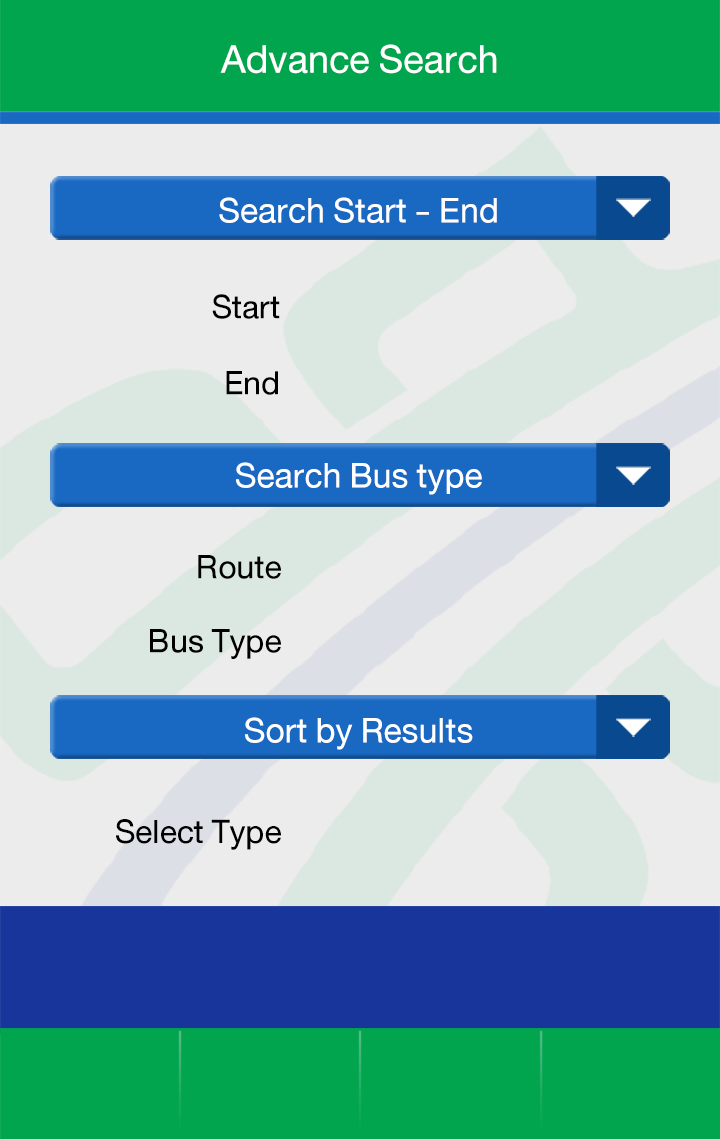 Advance Search
Search Start - End
Start
End
Search Bus type
Route
Bus Type
Sort by Results
Select Type